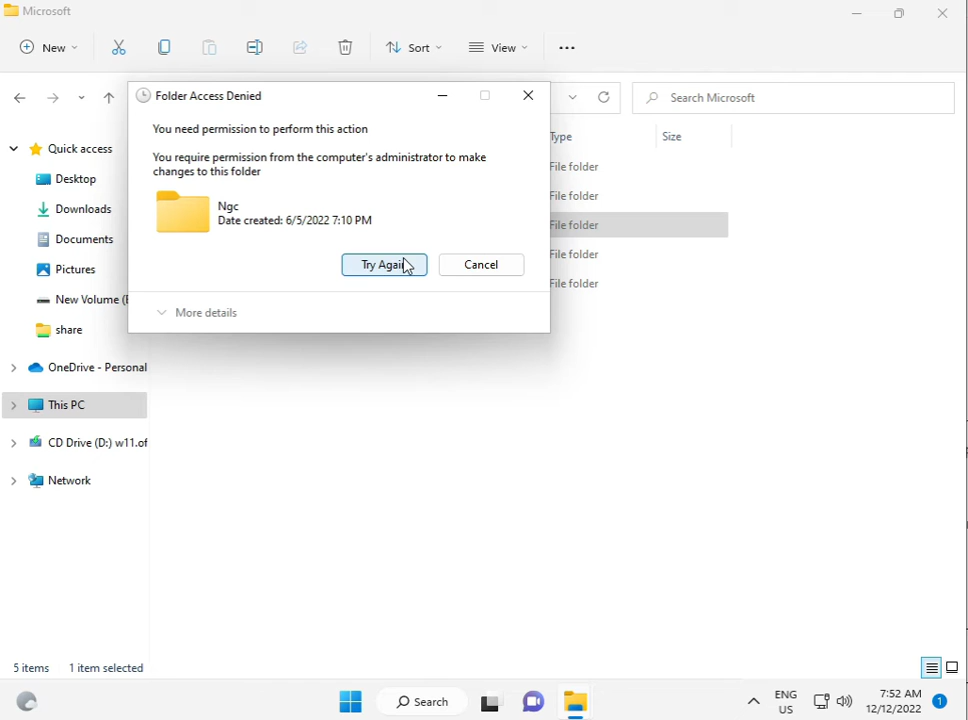 Microsoft
New
Sort
View
Search Microsoft
Folder Access Denied
You need permission to perform this action
You require permission from the computer's administrator to make
changes to this folder
Ngc
Date created: 6/5/2022 7:10 PM
Try Again
Cancel
More details
Type
Size
File folder
File folder
File folder
File folder
File folder
Quick access
Desktop
Downloads
Documents
Pictures
New Volume (E
share
OneDrive - Personal
This PC
CD Drive (D:) w11.of
Network
5 items
1 item selected
Search
ENG
US
7:52 AM
12/12/2022
1